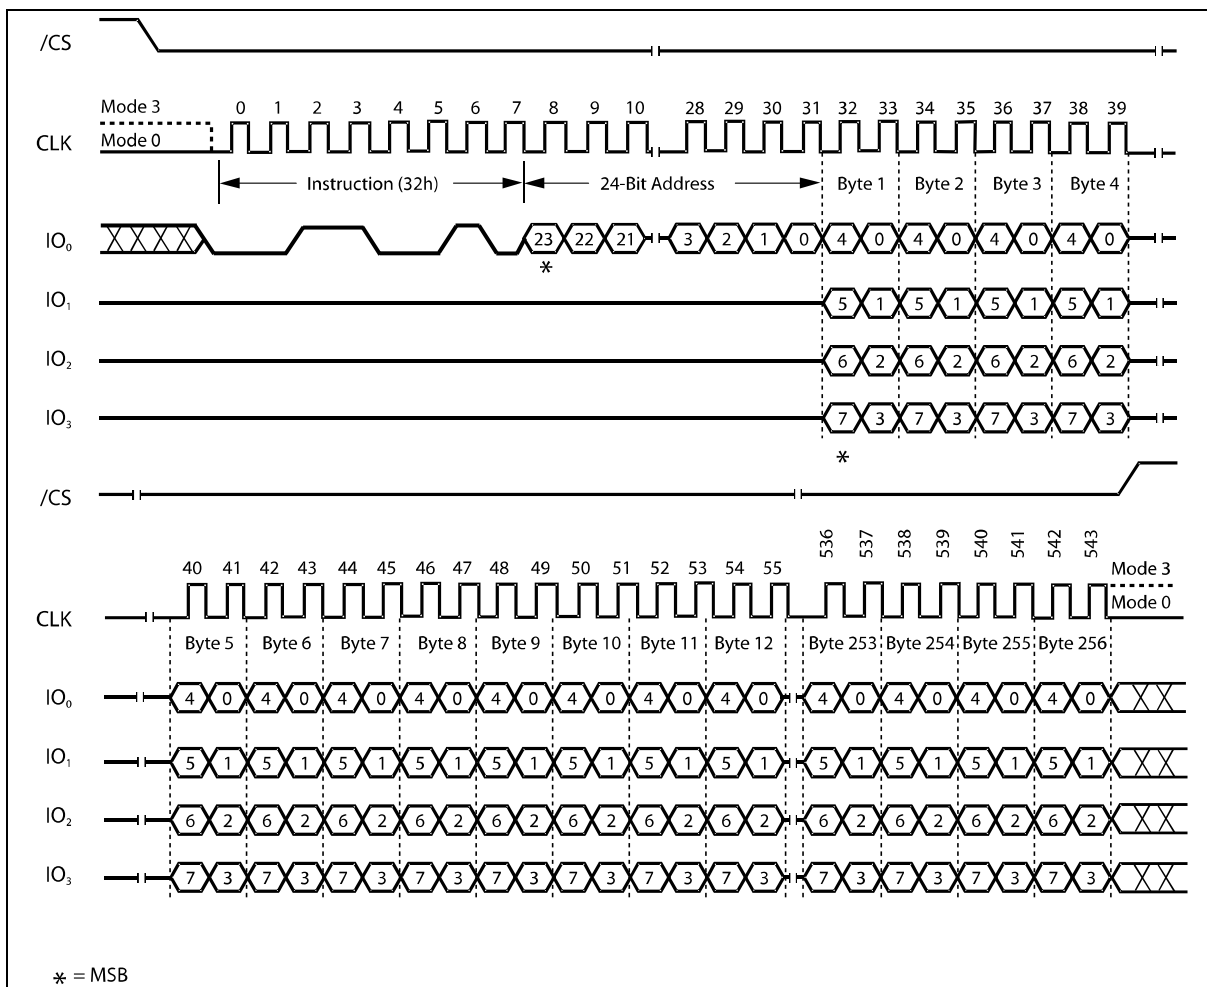 /CS
Mode 3
0 1 2 3 4 5 6 7 8 9 10 28 29 30 31 32 33 34 35 36 37 38 39
CLK
Mode 0
Instruction (32h) 24-Bit Address Byte 1 Byte 2 Byte 3 Byte 4
IO₀ 23 22 21 3 2 1 0 4 0 4 0 4 0 4 0
*
IO₁ 5 1 5 1 5 1 5 1
IO₂ 6 2 6 2 6 2 6 2
IO₃ 7 3 7 3 7 3 7 3
*
/CS
40 41 42 43 44 45 46 47 48 49 50 51 52 53 54 55 536 537 538 539 540 541 542 543
Mode 3
CLK
Mode 0
Byte 5 Byte 6 Byte 7 Byte 8 Byte 9 Byte 10 Byte 11 Byte 12 Byte 253 Byte 254 Byte 255 Byte 256
IO₀ 4 0 4 0 4 0 4 0 4 0 4 0 4 0 4 0 4 0 4 0 4 0 4 0
IO₁ 5 1 5 1 5 1 5 1 5 1 5 1 5 1 5 1 5 1 5 1 5 1 5 1
IO₂ 6 2 6 2 6 2 6 2 6 2 6 2 6 2 6 2 6 2 6 2 6 2 6 2
IO₃ 7 3 7 3 7 3 7 3 7 3 7 3 7 3 7 3 7 3 7 3 7 3 7 3
* = MSB